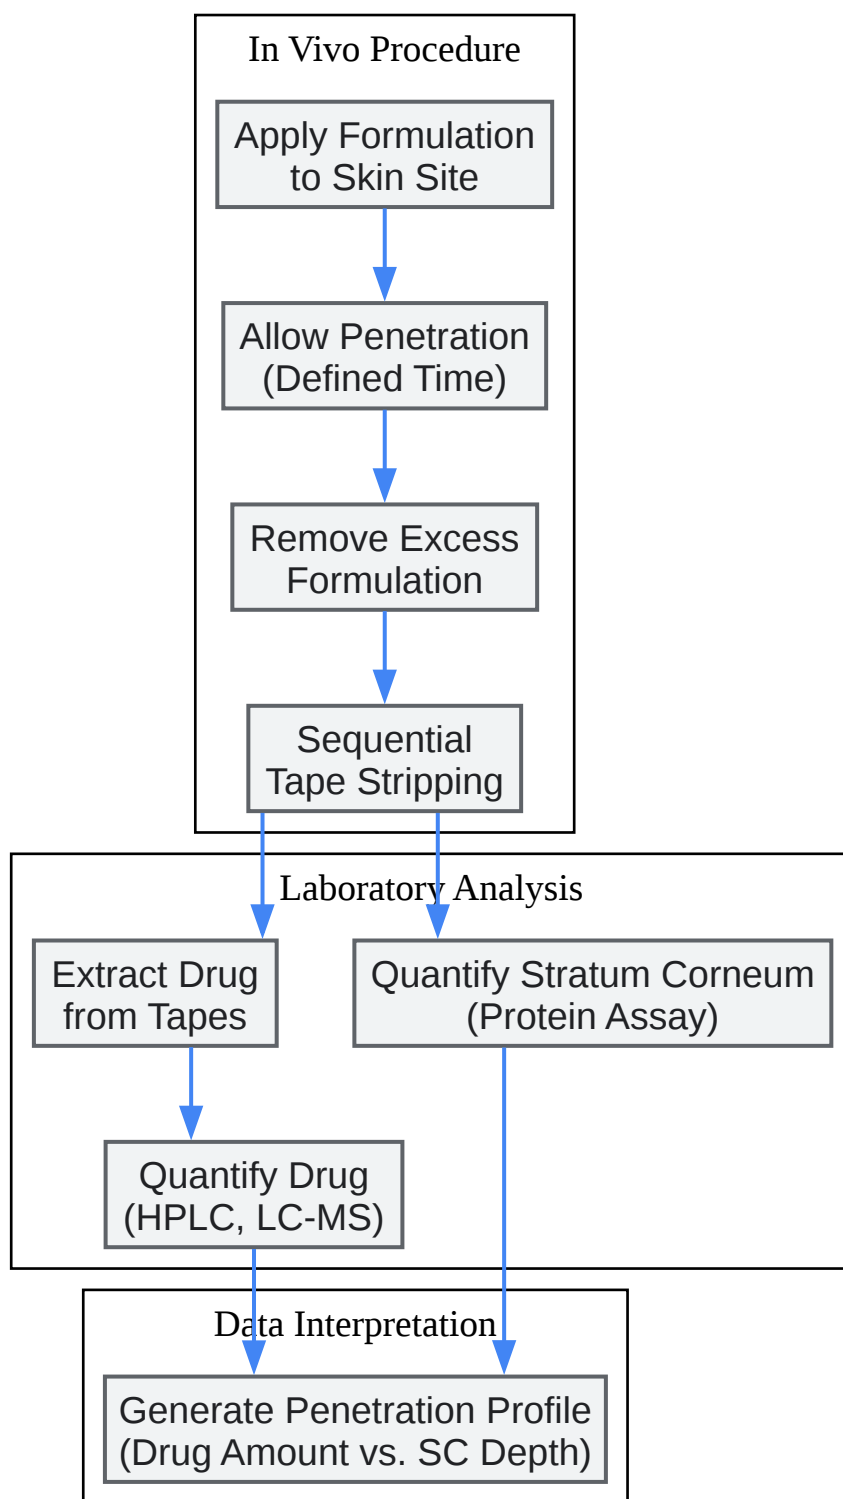 In Vivo Procedure
Apply Formulation
to Skin Site
Allow Penetration
(Defined Time)
Remove Excess
Formulation
Sequential
Tape Stripping
Laboratory Analysis
Extract Drug
from Tapes
Quantify Stratum Corneum
(Protein Assay)
Quantify Drug
(HPLC, LC-MS)
Data Interpretation
Generate Penetration Profile
(Drug Amount vs. SC Depth)